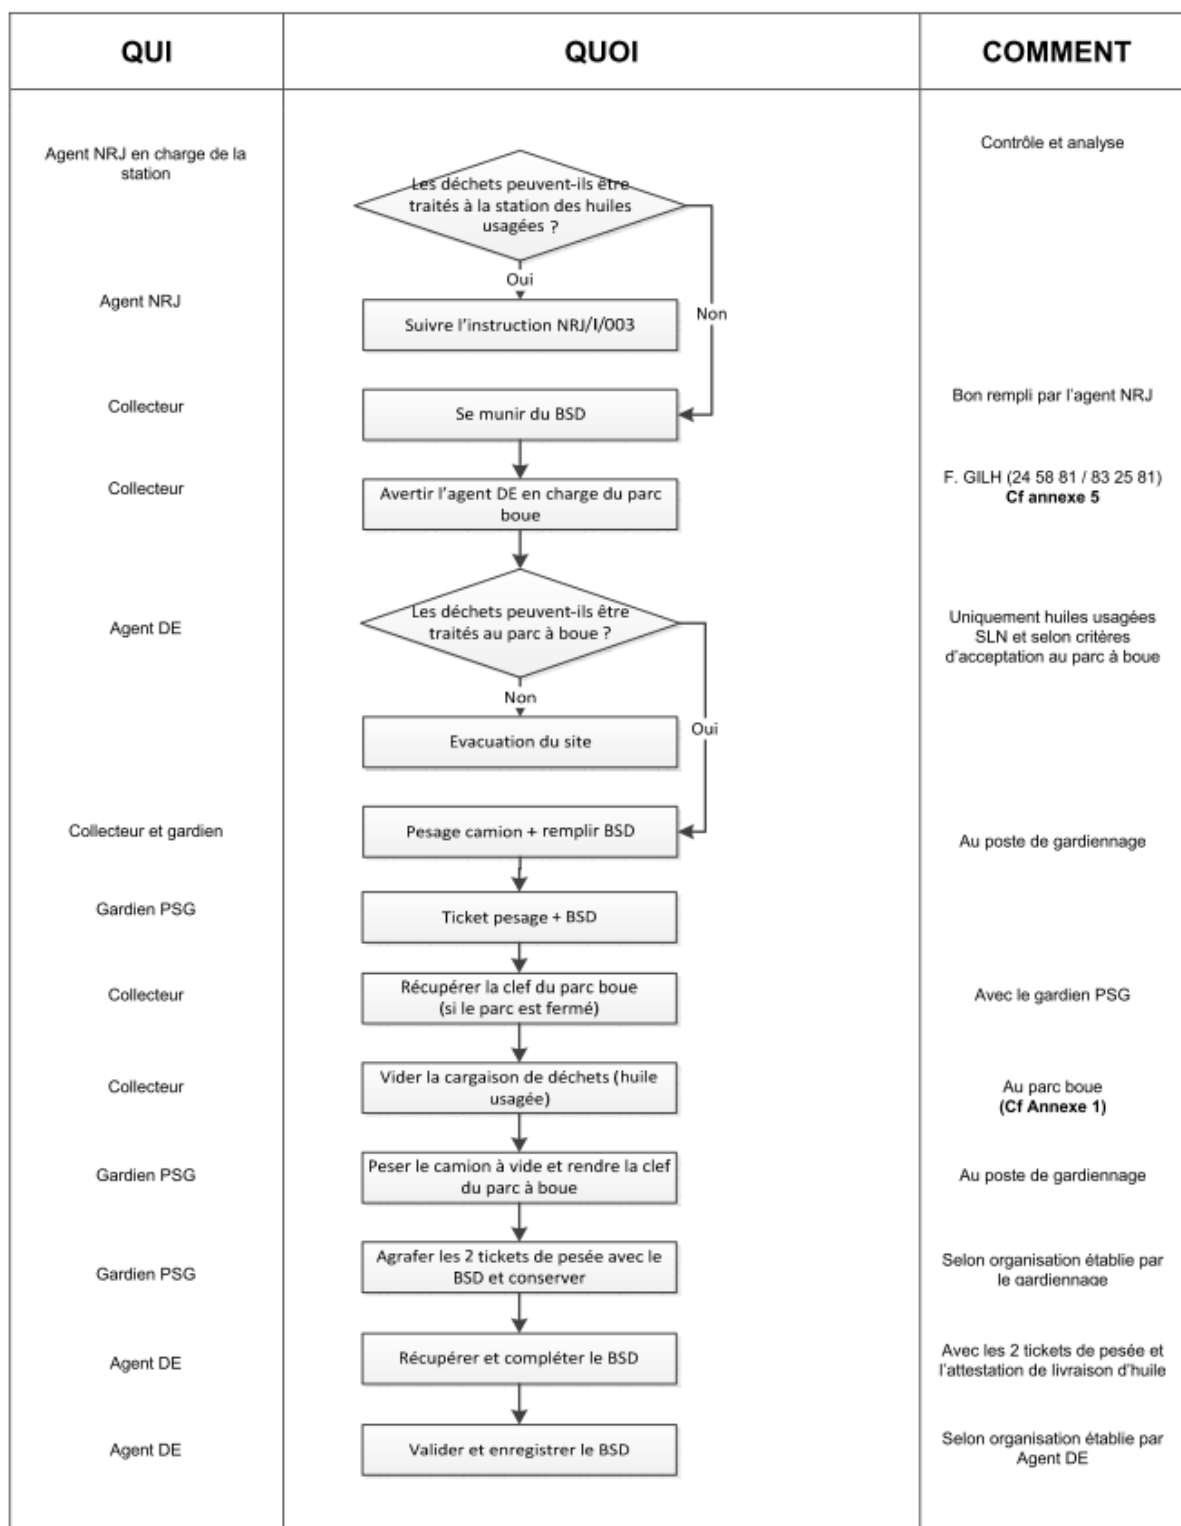 QUI
QUOI
COMMENT
Agent NRJ en charge de la
station
Les déchets peuvent-ils être
traités à la station des huiles
usagées ?
Contrôle et analyse
Oui
Non
Agent NRJ
Suivre l'instruction NRJ/I/003
Collecteur
Se munir du BSD
Bon rempli par l'agent NRJ
Collecteur
Avertir l'agent DE en charge du parc
boue
F. GILH (24 58 81 / 83 25 81)
Cf annexe 5
Agent DE
Les déchets peuvent-ils être
traités au parc à boue ?
Uniquement huiles usagées
SLN et selon critères
d'acceptation au parc à boue
Non
Oui
Evacuation du site
Collecteur et gardien
Pesage camion + remplir BSD
Au poste de gardiennage
Gardien PSG
Ticket pesage + BSD
Collecteur
Récupérer la clef du parc boue
(si le parc est fermé)
Avec le gardien PSG
Collecteur
Vider la cargaison de déchets (huile
usagée)
Au parc boue
(Cf Annexe 1)
Gardien PSG
Peser le camion à vide et rendre la clef
du parc à boue
Au poste de gardiennage
Gardien PSG
Agrafer les 2 tickets de pesée avec le
BSD et conserver
Selon organisation établie par
le gardiennage
Agent DE
Récupérer et compléter le BSD
Avec les 2 tickets de pesée et
l'attestation de livraison d'huile
Agent DE
Valider et enregistrer le BSD
Selon organisation établie par
Agent DE